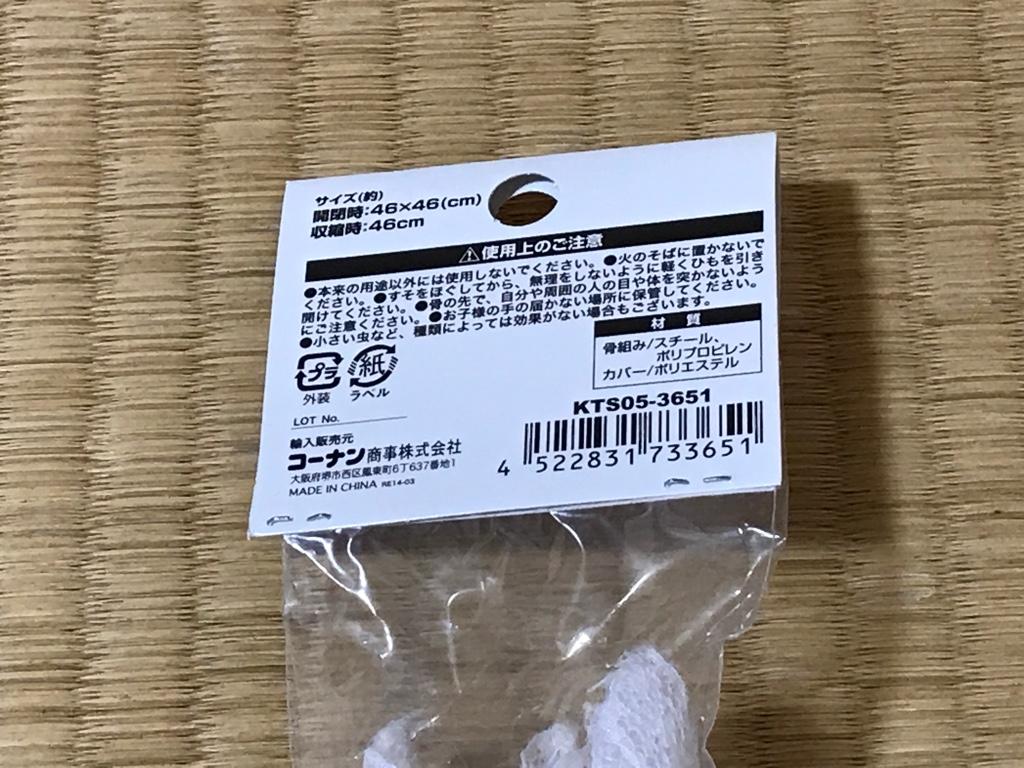 サイズ(約)
開閉時:46×46(cm)
収縮時:46cm
⚠使用上のご注意
●本来の用途以外には使用しないでください。●火のそばに置かないで
ください。●すそをほぐしてから、無理をしないように軽くひもを引き
開けてください。●骨の先で、自分や周囲の人の目や体を突かないよう
にご注意ください。●お子様の手の届かない場所に保管してください。
●小さい虫など、種類によっては効果がない場合もございます。
材 質
骨組み/スチール、
ポリプロピレン
カバー/ポリエステル
プラ
外装
紙
ラベル
LOT No.
KTS05-3651
4 522831 733651
輸入販売元
コーナン商事株式会社
大阪府堺市西区鳳東町6丁637番地1
MADE IN CHINA RE14-03